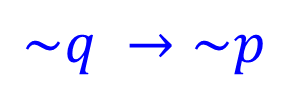 ~q → ~p